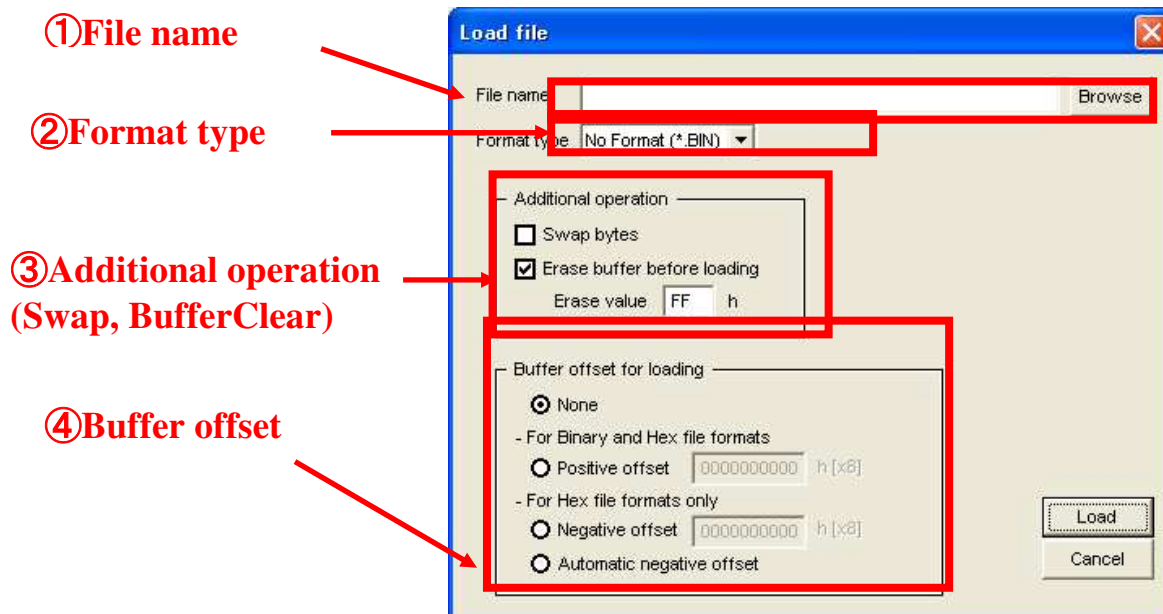 ①File name
Load file
File name
Browse
②Format type
Format type
No Format (*.BIN)
Additional operation
Swap bytes
③Additional operation
(Swap, BufferClear)
Erase buffer before loading
Erase value FF h
Buffer offset for loading
None
④Buffer offset
- For Binary and Hex file formats
Positive offset 0000000000 h [x8]
- For Hex file formats only
Negative offset 0000000000 h [x8]
Automatic negative offset
Load
Cancel